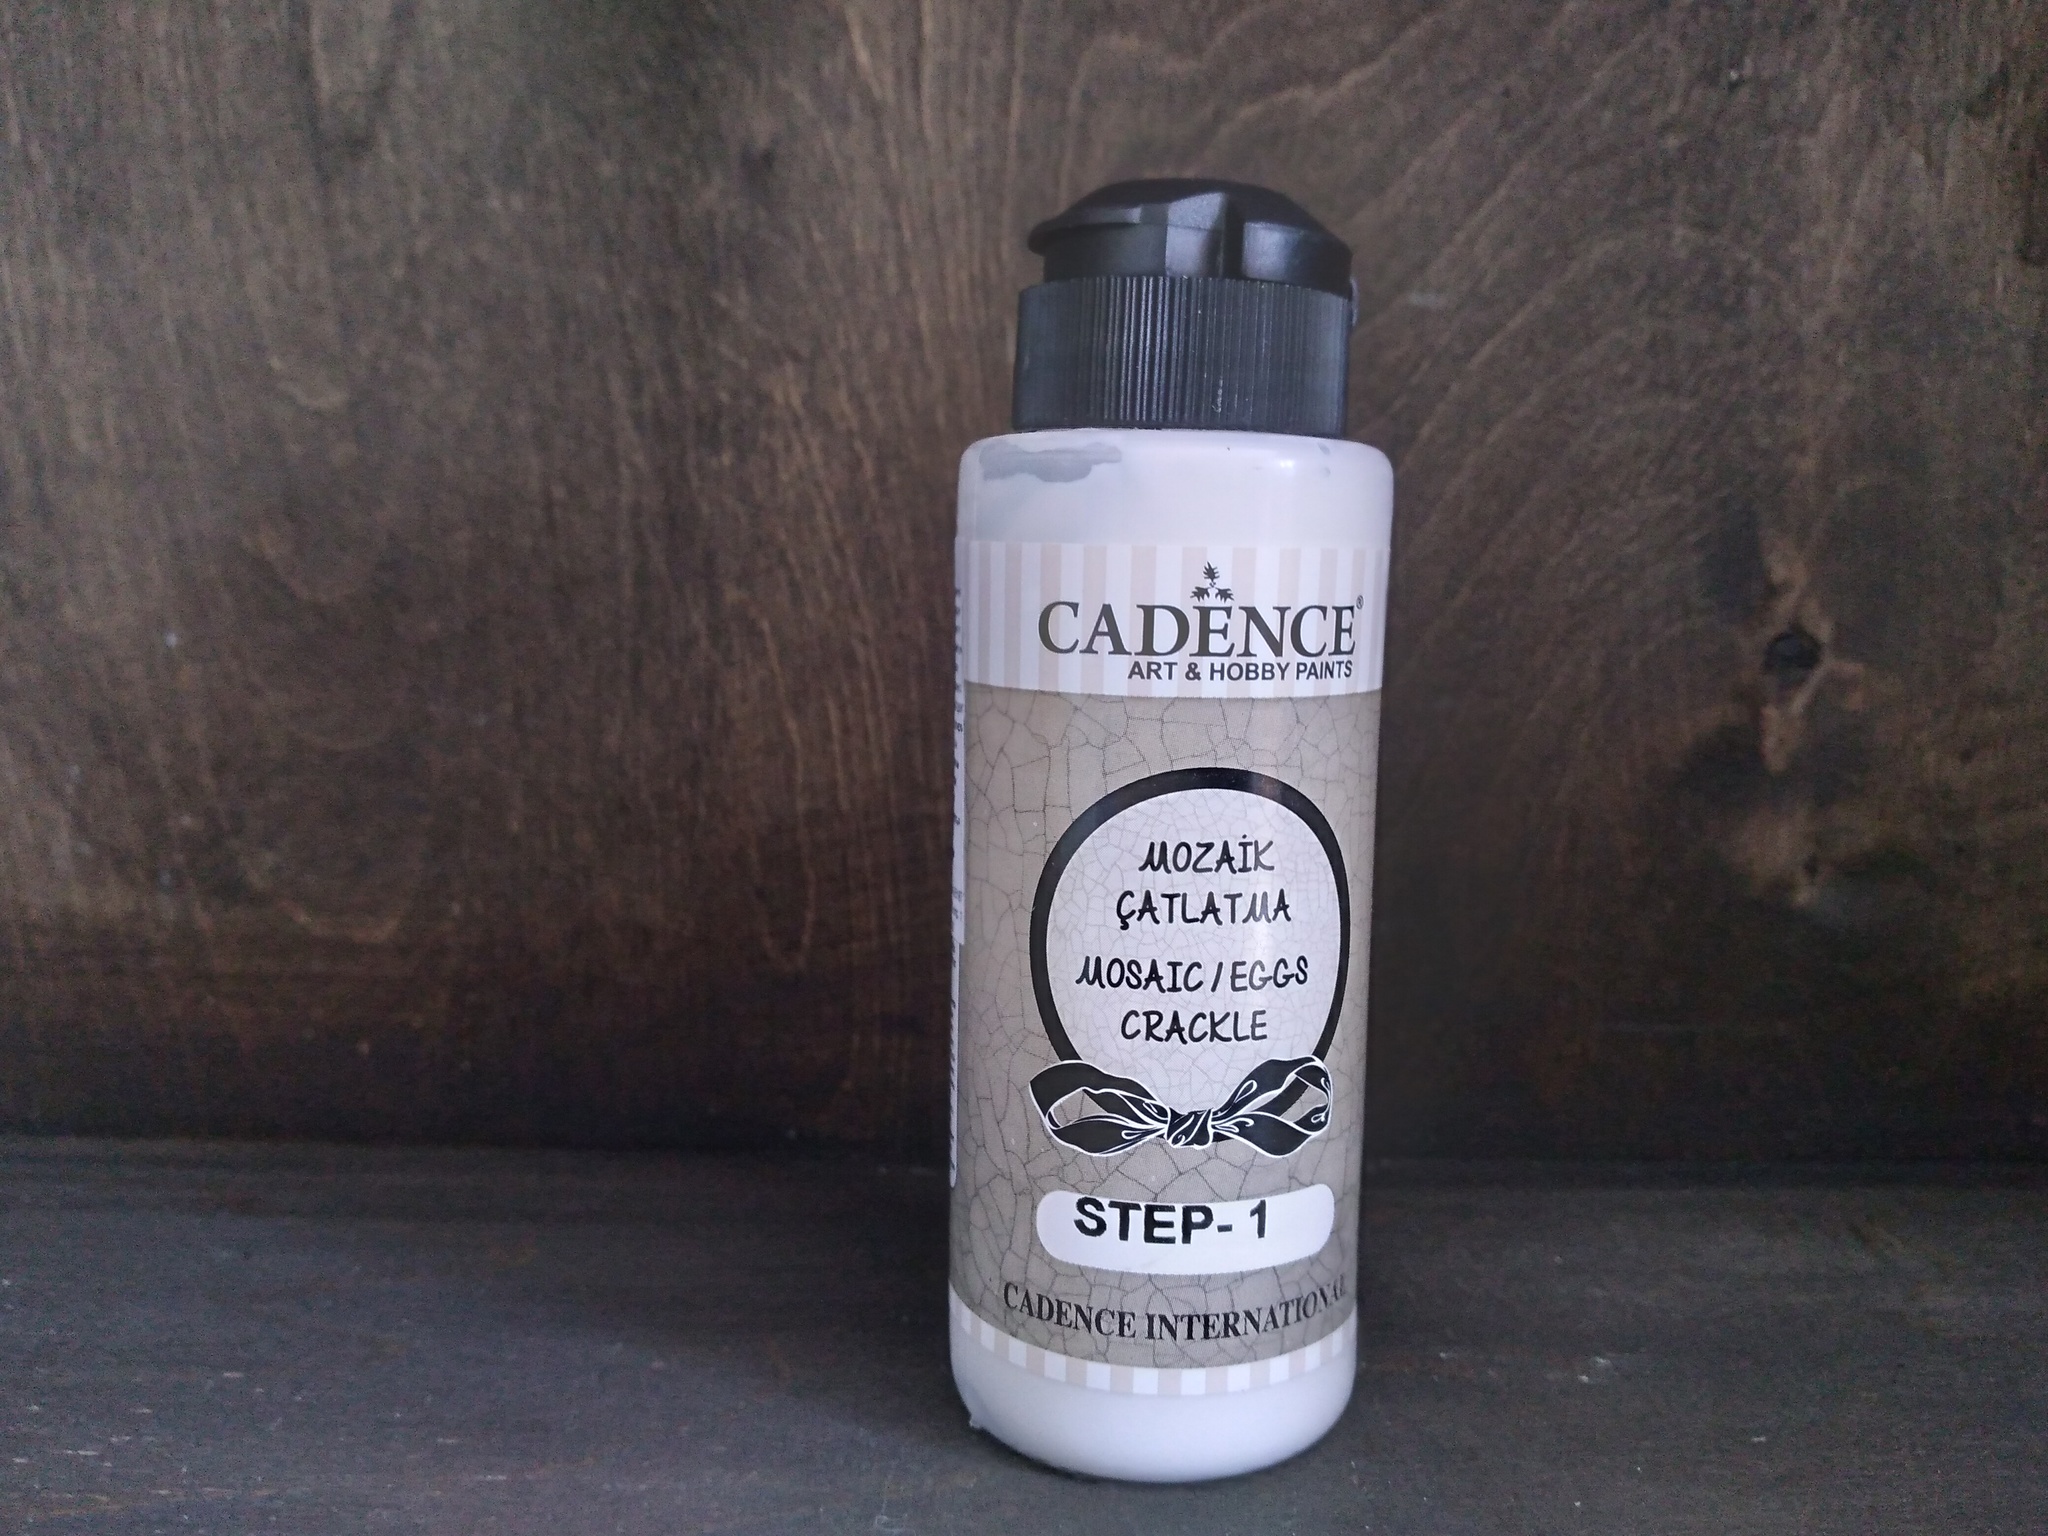 CADENCE®
ART & HOBBY PAINTS
MOZAİK
ÇATLATMA
MOSAIC/EGGS
CRACKLE
STEP- 1
CADENCE INTERNATIONAL